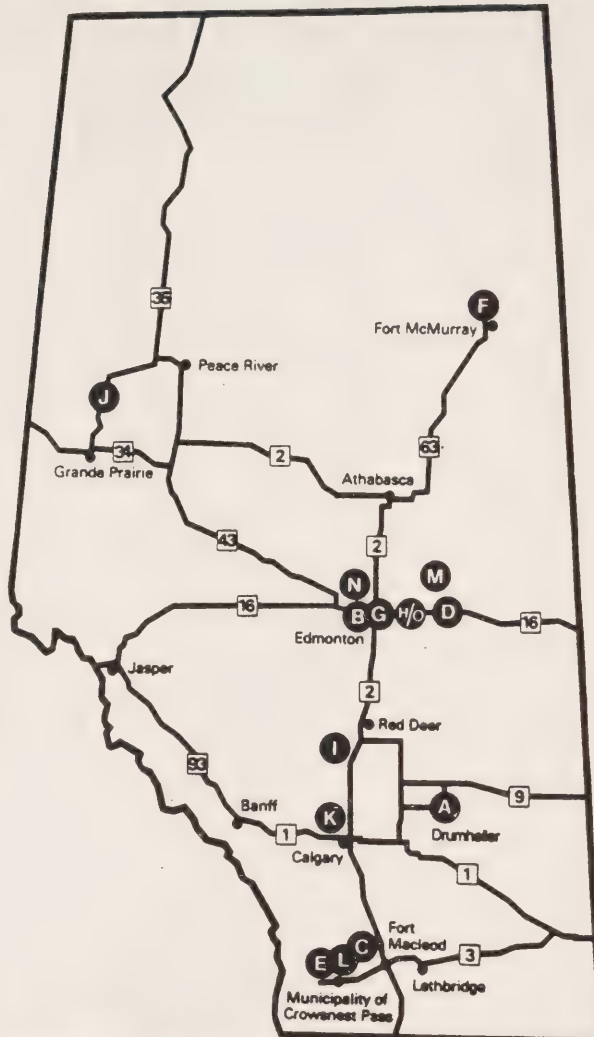 F
Fort McMurray
35
Peace River
J
63
34
Grande Prairie
2
Athabasca
43
2
N
M
16
B
G
H/O
D
16
Edmonton
Jasper
2
Red Deer
I
93
9
A
Banff
K
Drumheller
1
Calgary
1
Fort
Macleod
C
L
E
3
Lethbridge
Municipality of
Crowsnest Pass